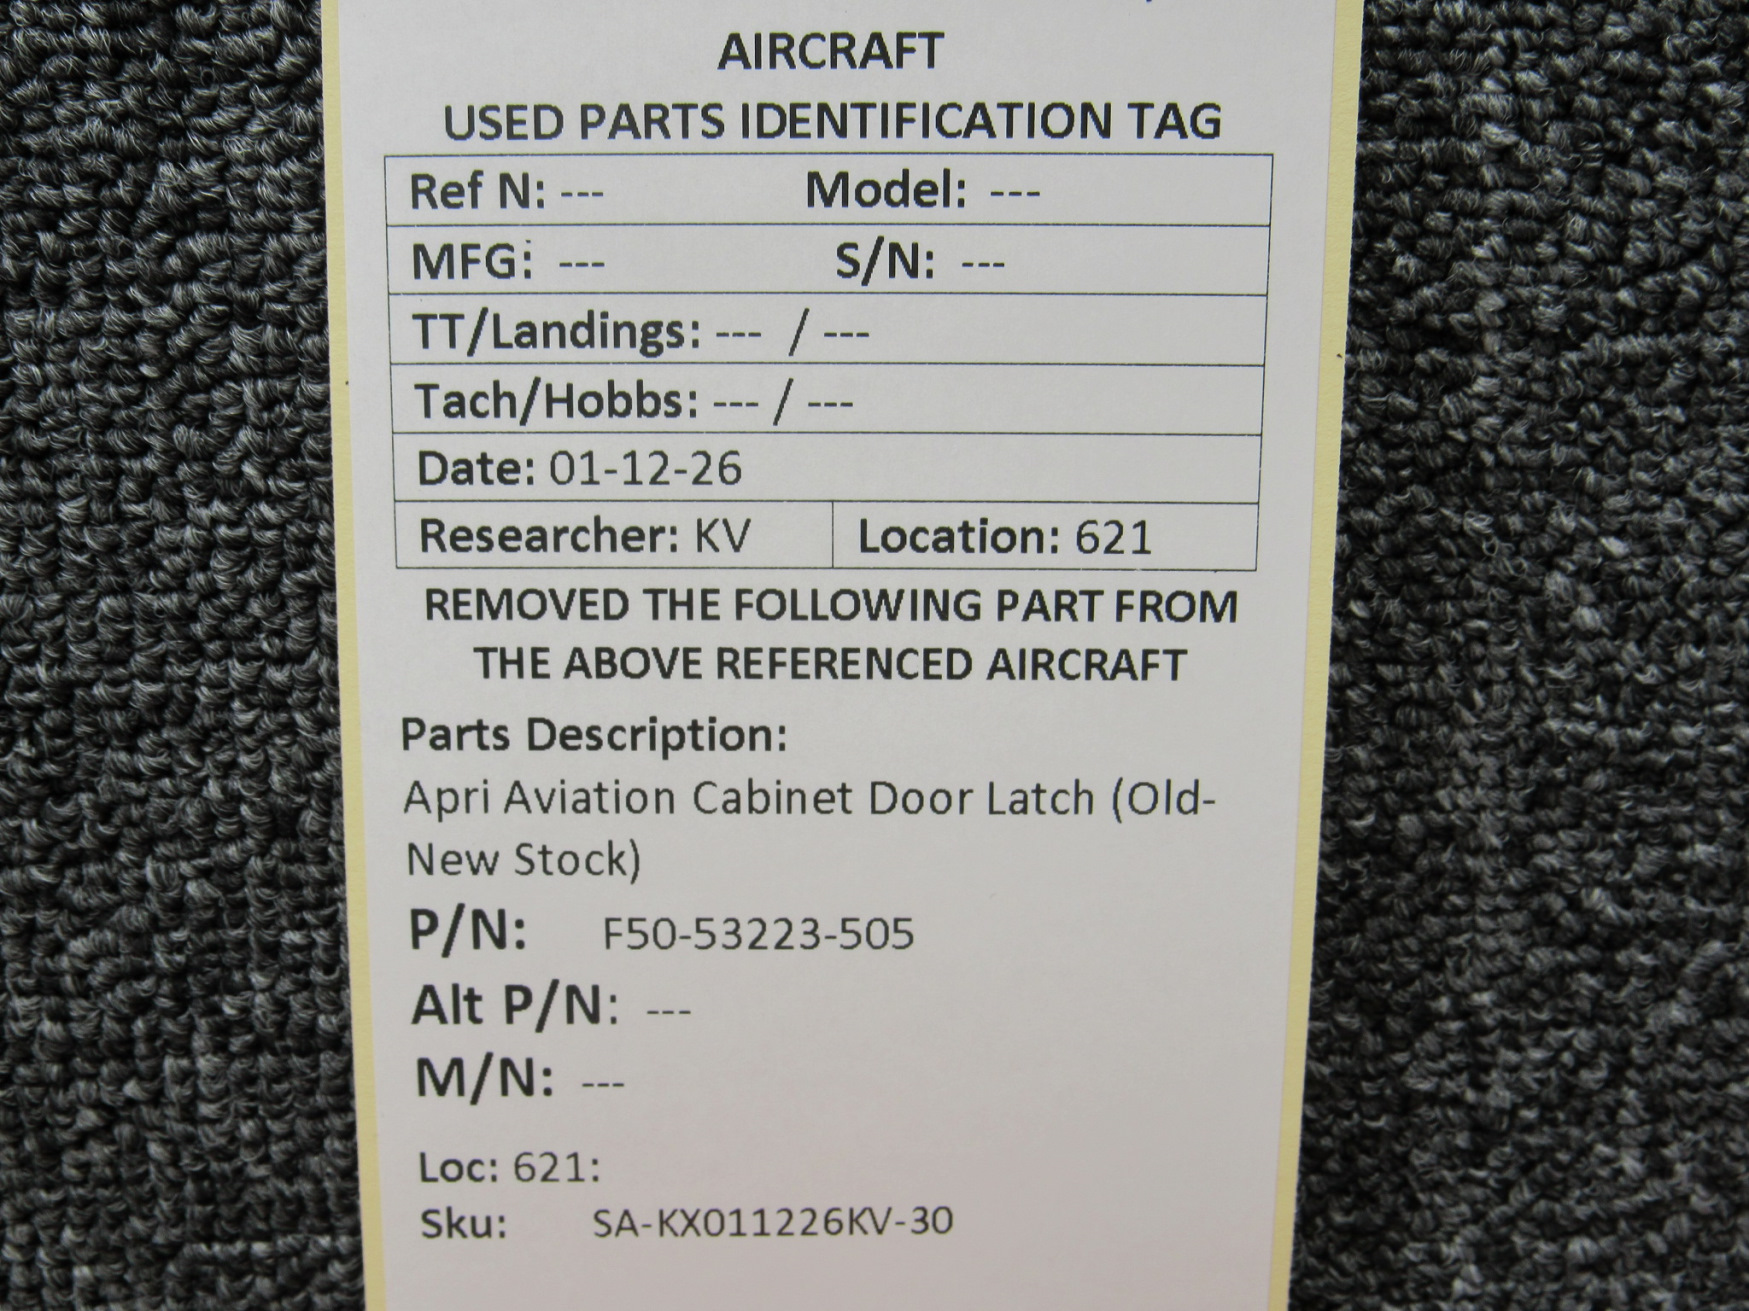 AIRCRAFT
USED PARTS IDENTIFICATION TAG
Ref N: --- Model: ---
MFG: --- S/N: ---
TT/Landings: --- / ---
Tach/Hobbs: --- / ---
Date: 01-12-26
Researcher: KV Location: 621
REMOVED THE FOLLOWING PART FROM
THE ABOVE REFERENCED AIRCRAFT
Parts Description:
Apri Aviation Cabinet Door Latch (Old-
New Stock)
P/N: F50-53223-505
Alt P/N: ---
M/N: ---
Loc: 621:
Sku: SA-KX011226KV-30